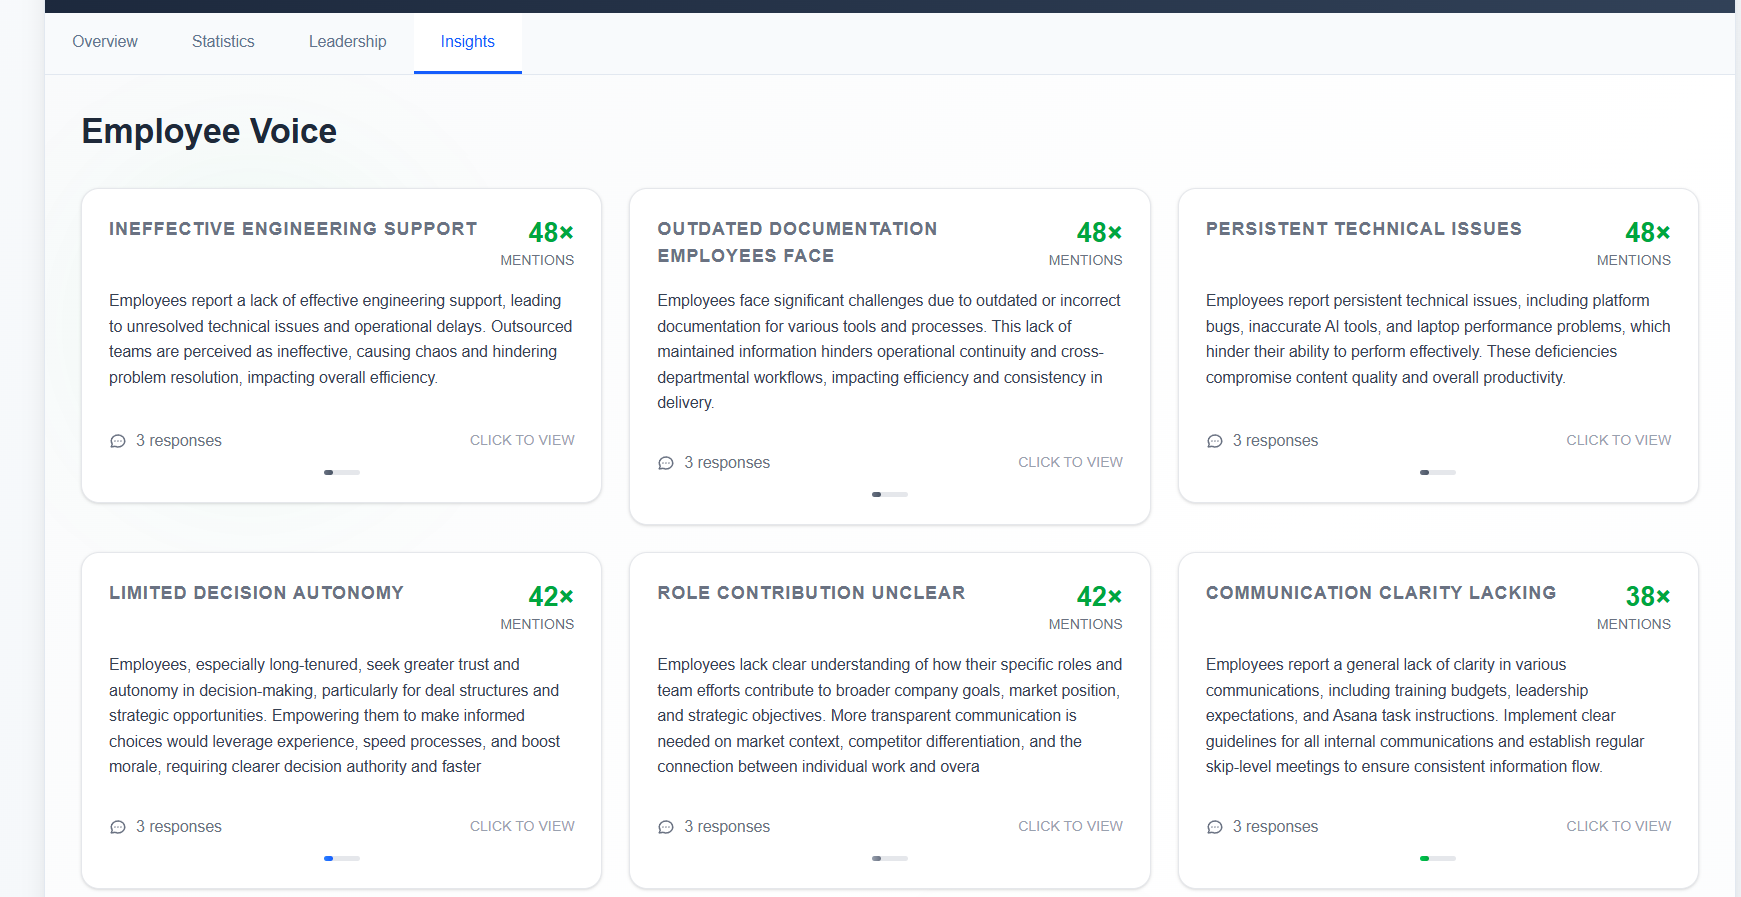 Overview Statistics Leadership Insights
Employee Voice
INEFFECTIVE ENGINEERING SUPPORT
48×
MENTIONS
Employees report a lack of effective engineering support, leading
to unresolved technical issues and operational delays. Outsourced
teams are perceived as ineffective, causing chaos and hindering
problem resolution, impacting overall efficiency.
3 responses
CLICK TO VIEW
OUTDATED DOCUMENTATION
EMPLOYEES FACE
48×
MENTIONS
Employees face significant challenges due to outdated or incorrect
documentation for various tools and processes. This lack of
maintained information hinders operational continuity and cross-
departmental workflows, impacting efficiency and consistency in
delivery.
3 responses
CLICK TO VIEW
PERSISTENT TECHNICAL ISSUES
48×
MENTIONS
Employees report persistent technical issues, including platform
bugs, inaccurate AI tools, and laptop performance problems, which
hinder their ability to perform effectively. These deficiencies
compromise content quality and overall productivity.
3 responses
CLICK TO VIEW
LIMITED DECISION AUTONOMY
42×
MENTIONS
Employees, especially long-tenured, seek greater trust and
autonomy in decision-making, particularly for deal structures and
strategic opportunities. Empowering them to make informed
choices would leverage experience, speed processes, and boost
morale, requiring clearer decision authority and faster
3 responses
CLICK TO VIEW
ROLE CONTRIBUTION UNCLEAR
42×
MENTIONS
Employees lack clear understanding of how their specific roles and
team efforts contribute to broader company goals, market position,
and strategic objectives. More transparent communication is
needed on market context, competitor differentiation, and the
connection between individual work and overa
3 responses
CLICK TO VIEW
COMMUNICATION CLARITY LACKING
38×
MENTIONS
Employees report a general lack of clarity in various
communications, including training budgets, leadership
expectations, and Asana task instructions. Implement clear
guidelines for all internal communications and establish regular
skip-level meetings to ensure consistent information flow.
3 responses
CLICK TO VIEW